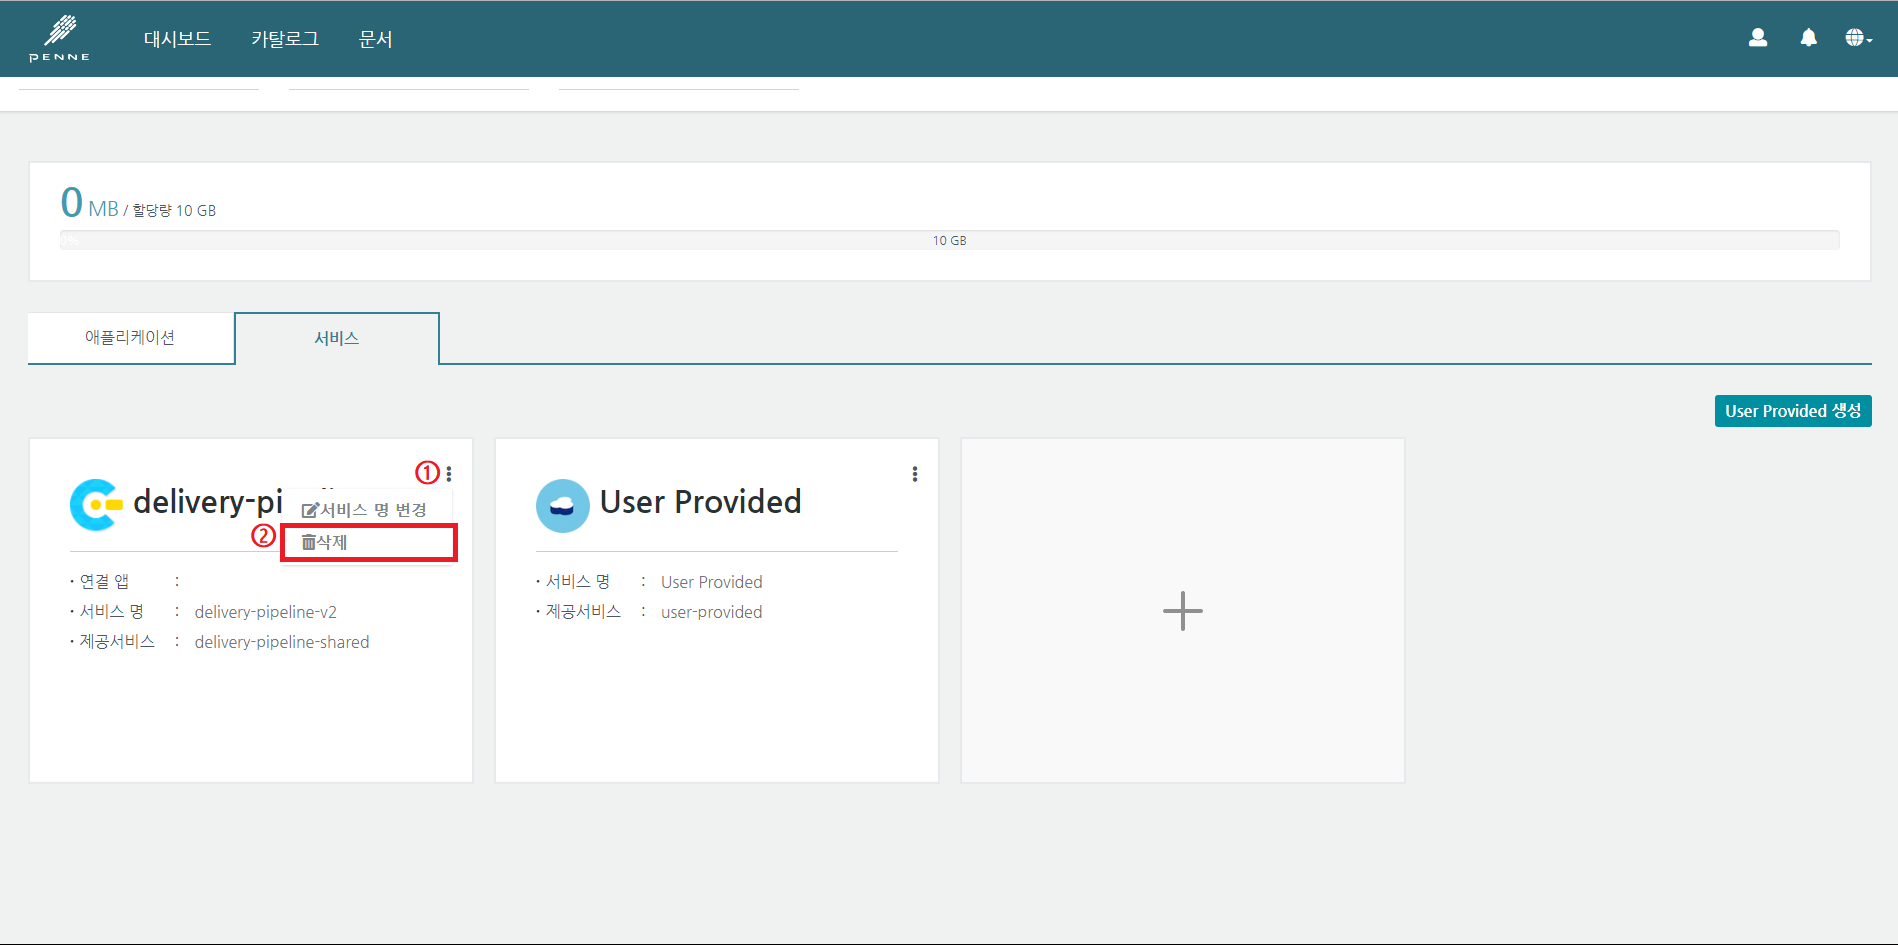 PENNE
대시보드 카탈로그 문서
0 MB / 할당량 10 GB
0% 10 GB
애플리케이션 서비스
User Provided 생성
①
delivery-pi
서비스 명 변경
② 삭제
· 연결 앱 :
· 서비스 명 : delivery-pipeline-v2
· 제공서비스 : delivery-pipeline-shared
User Provided
· 서비스 명 : User Provided
· 제공서비스 : user-provided